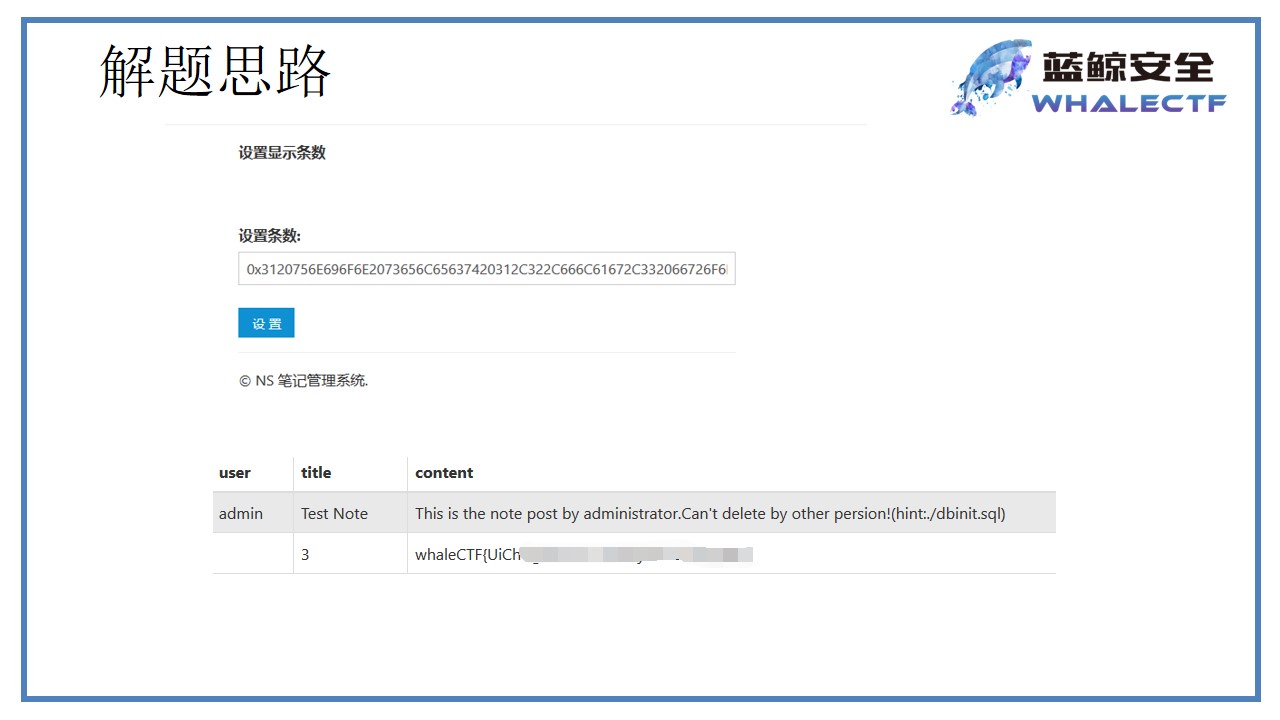 解题思路
蓝鲸安全
WHALECTF
设置显示条数
设置条数:
0x3120756E696F6E2073656C65637420312C322C666C61672C332066726F6
设 置
© NS 笔记管理系统.
user title content
admin Test Note This is the note post by administrator.Can't delete by other persion!(hint:./dbinit.sql)
3 whaleCTF{UiCh